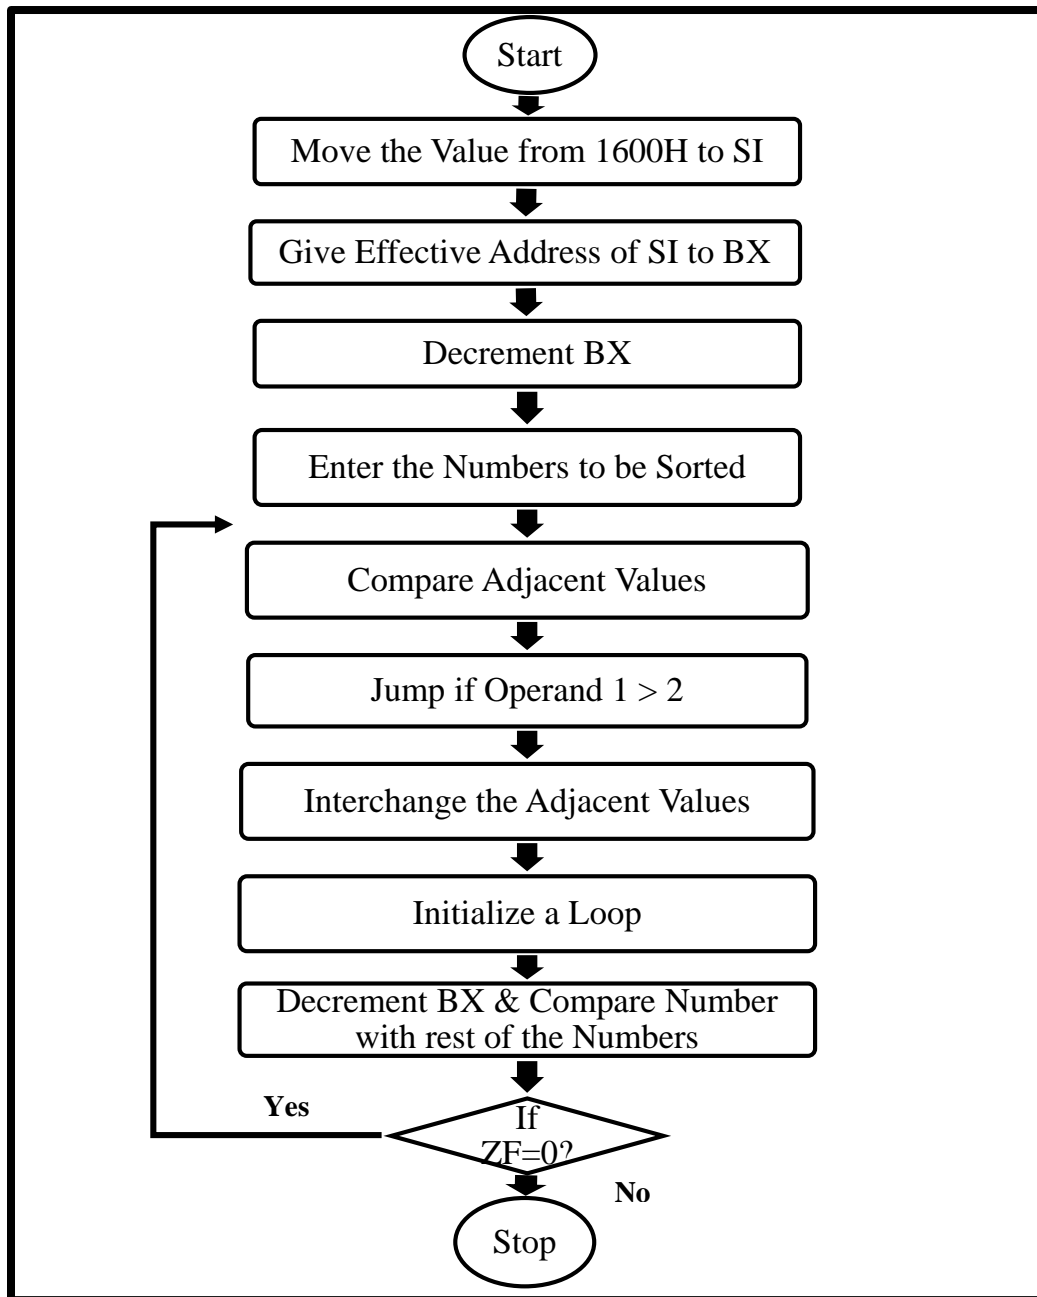 Start
Move the Value from 1600H to SI
Give Effective Address of SI to BX
Decrement BX
Enter the Numbers to be Sorted
Compare Adjacent Values
Jump if Operand 1 > 2
Interchange the Adjacent Values
Initialize a Loop
Decrement BX & Compare Number
with rest of the Numbers
Yes
If
ZF=0?
No
Stop